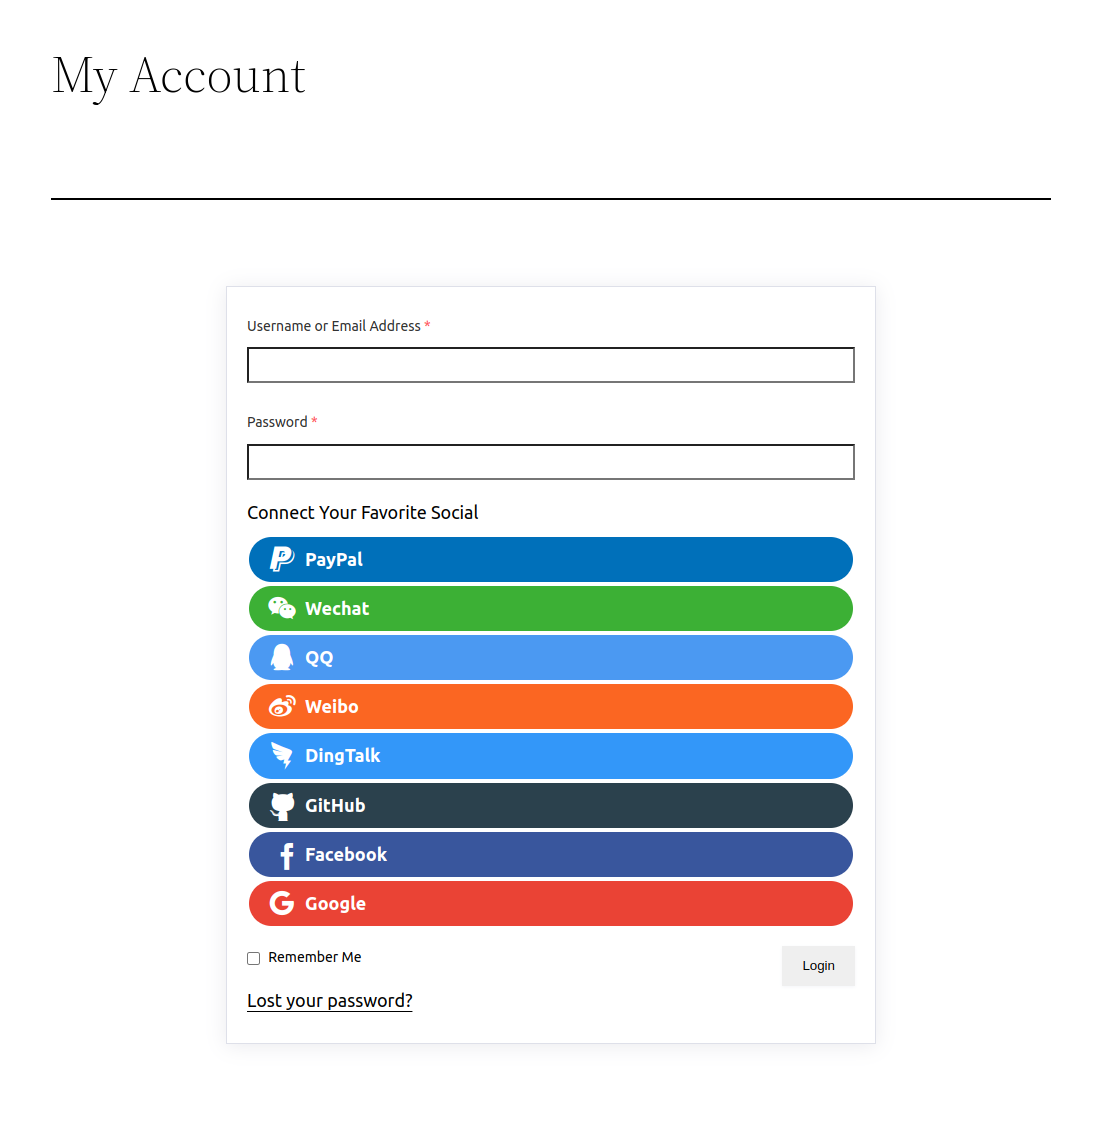 My Account
Username or Email Address *
Password *
Connect Your Favorite Social
PayPal
Wechat
QQ
Weibo
DingTalk
GitHub
Facebook
Google
Remember Me
Login
Lost your password?